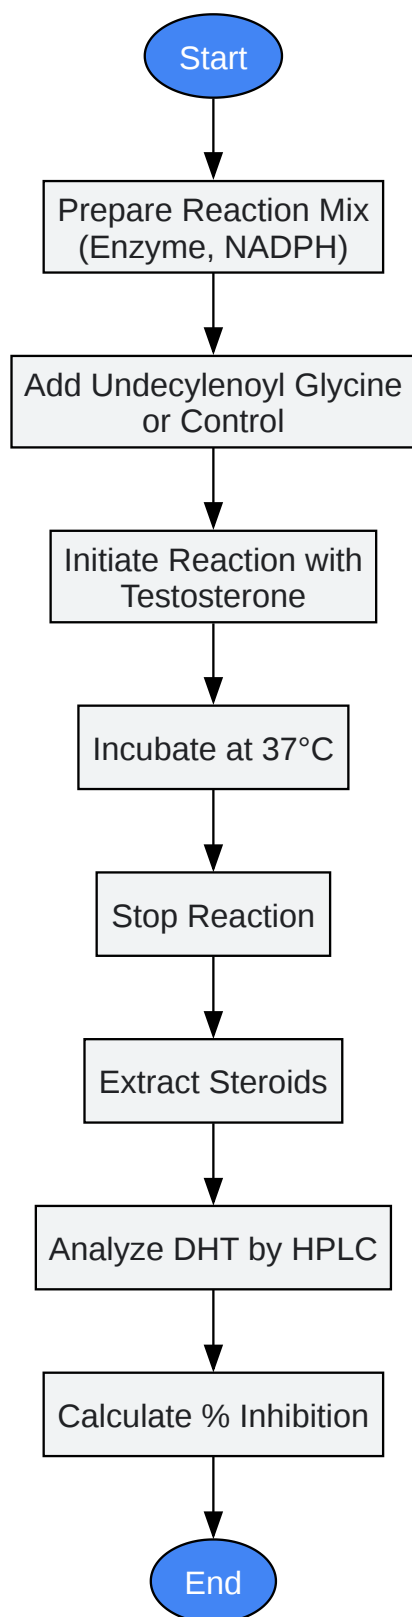 Start
Prepare Reaction Mix
(Enzyme, NADPH)
Add Undecylenoyl Glycine
or Control
Initiate Reaction with
Testosterone
Incubate at 37°C
Stop Reaction
Extract Steroids
Analyze DHT by HPLC
Calculate % Inhibition
End